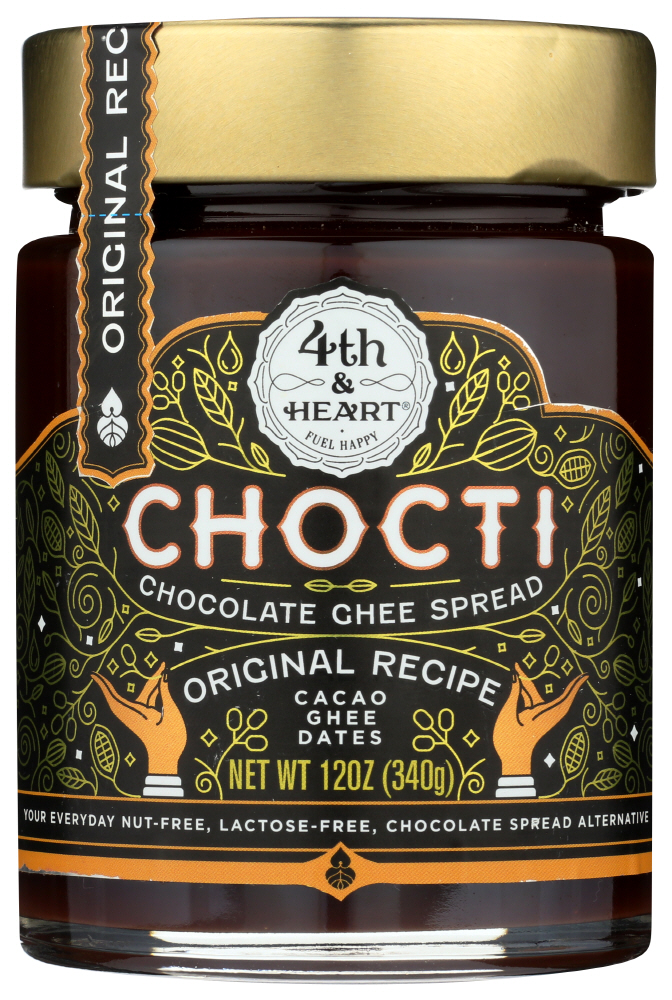 ORIGINAL REC
4th
&
HEART®
FUEL HAPPY
CHOCTI
CHOCOLATE GHEE SPREAD
ORIGINAL RECIPE
CACAO
GHEE
DATES
NET WT 12OZ (340g)
YOUR EVERYDAY NUT-FREE, LACTOSE-FREE, CHOCOLATE SPREAD ALTERNATIVE